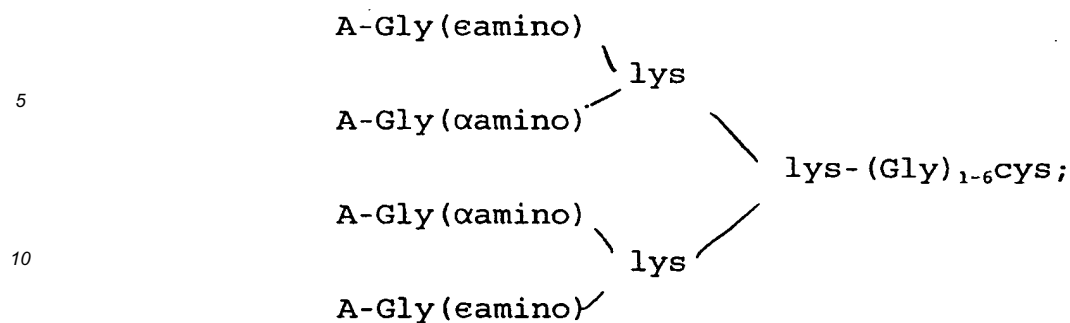 A-Gly(εamino)
lys
5
A-Gly(αamino)
lys-(Gly)₁₋₆cys;
A-Gly(αamino)
lys
10
A-Gly(εamino)